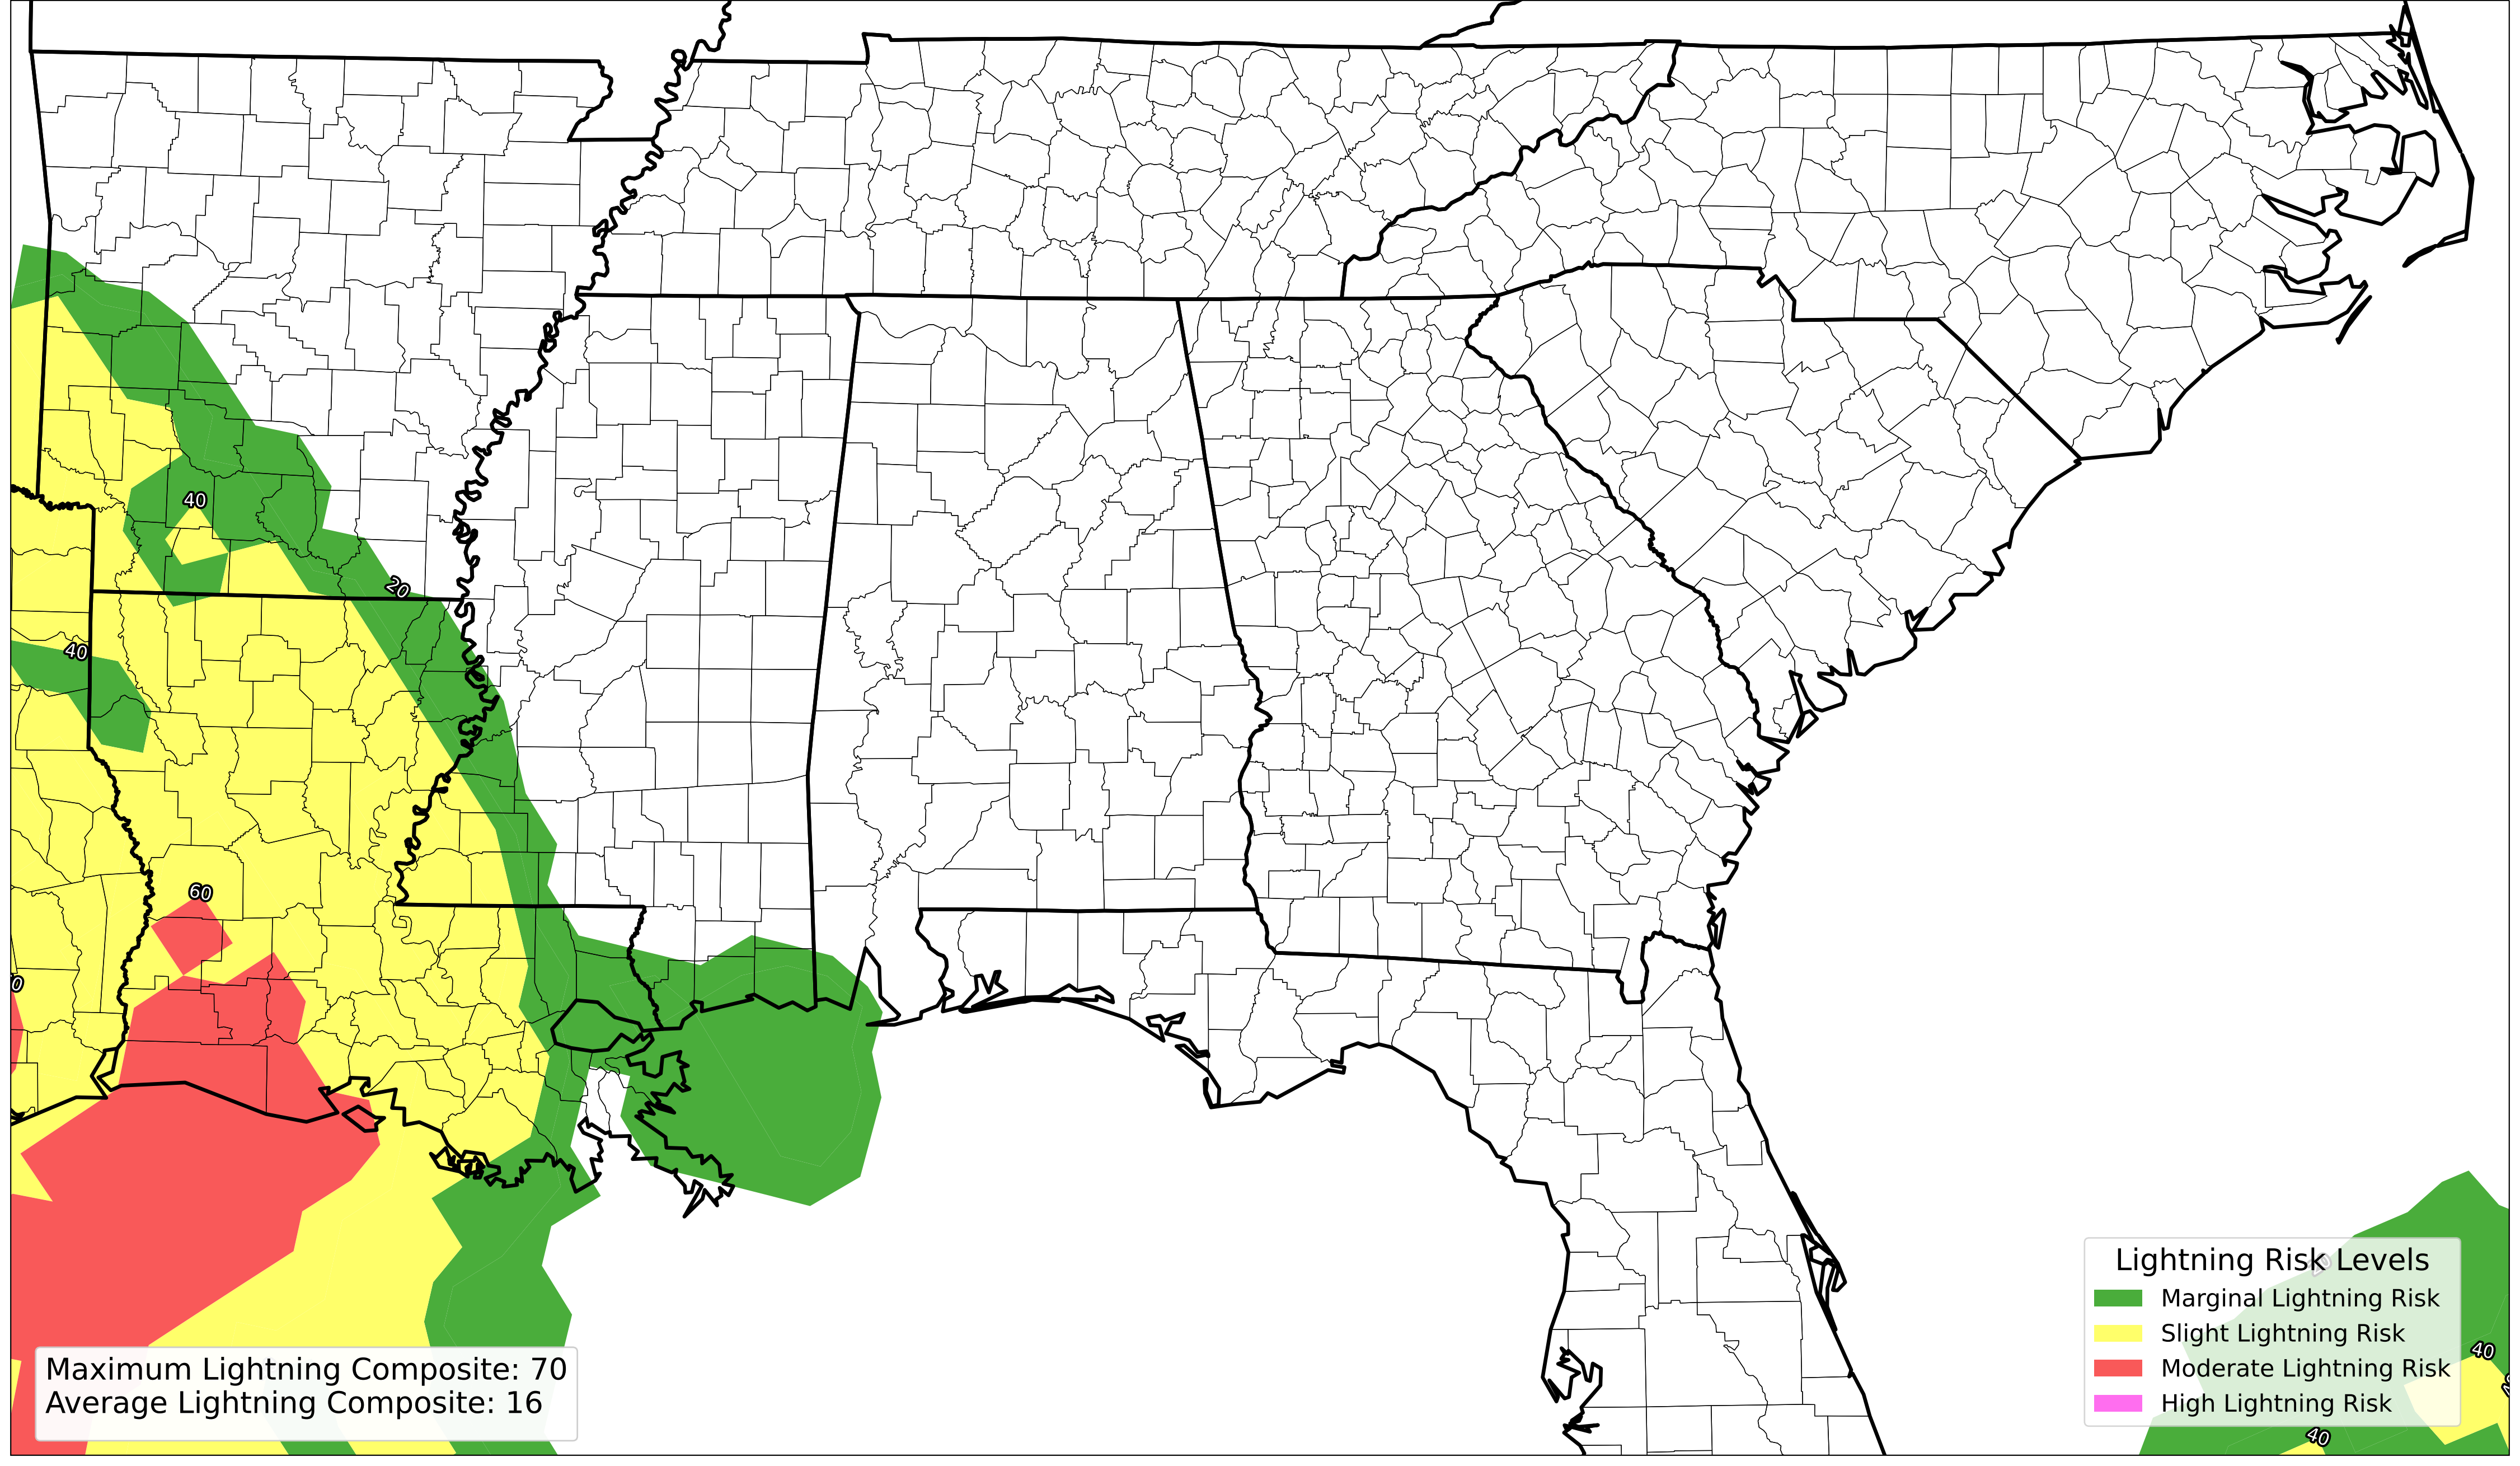 40
20
40
60
0
Lightning Risk Levels
Marginal Lightning Risk
Slight Lightning Risk
Moderate Lightning Risk
High Lightning Risk
40
40
Maximum Lightning Composite: 70
Average Lightning Composite: 16